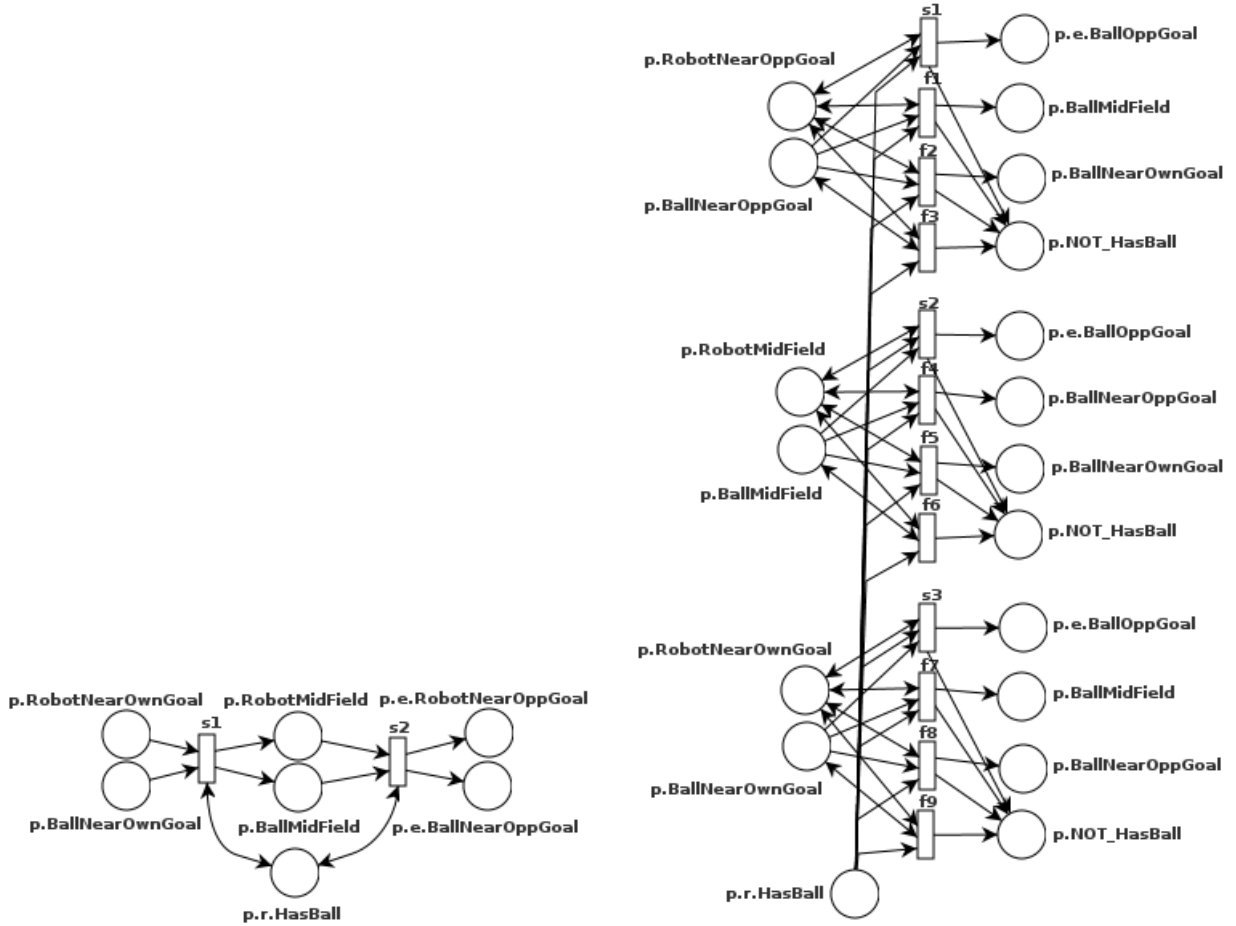 p.RobotNearOwnGoal
p.RobotMidField
p.e.RobotNearOppGoal
s1
s2
p.BallNearOwnGoal
p.BallMidField
p.e.BallNearOppGoal
p.r.HasBall
s1
p.e.BallOppGoal
p.RobotNearOppGoal
f1
p.BallMidField
f2
p.BallNearOwnGoal
p.BallNearOppGoal
f3
p.NOT_HasBall
s2
p.e.BallOppGoal
p.RobotMidField
f4
p.BallNearOppGoal
f5
p.BallNearOwnGoal
p.BallMidField
f6
p.NOT_HasBall
s3
p.e.BallOppGoal
p.RobotNearOwnGoal
f7
p.BallMidField
f8
p.BallNearOppGoal
p.BallNearOwnGoal
f9
p.NOT_HasBall
p.r.HasBall